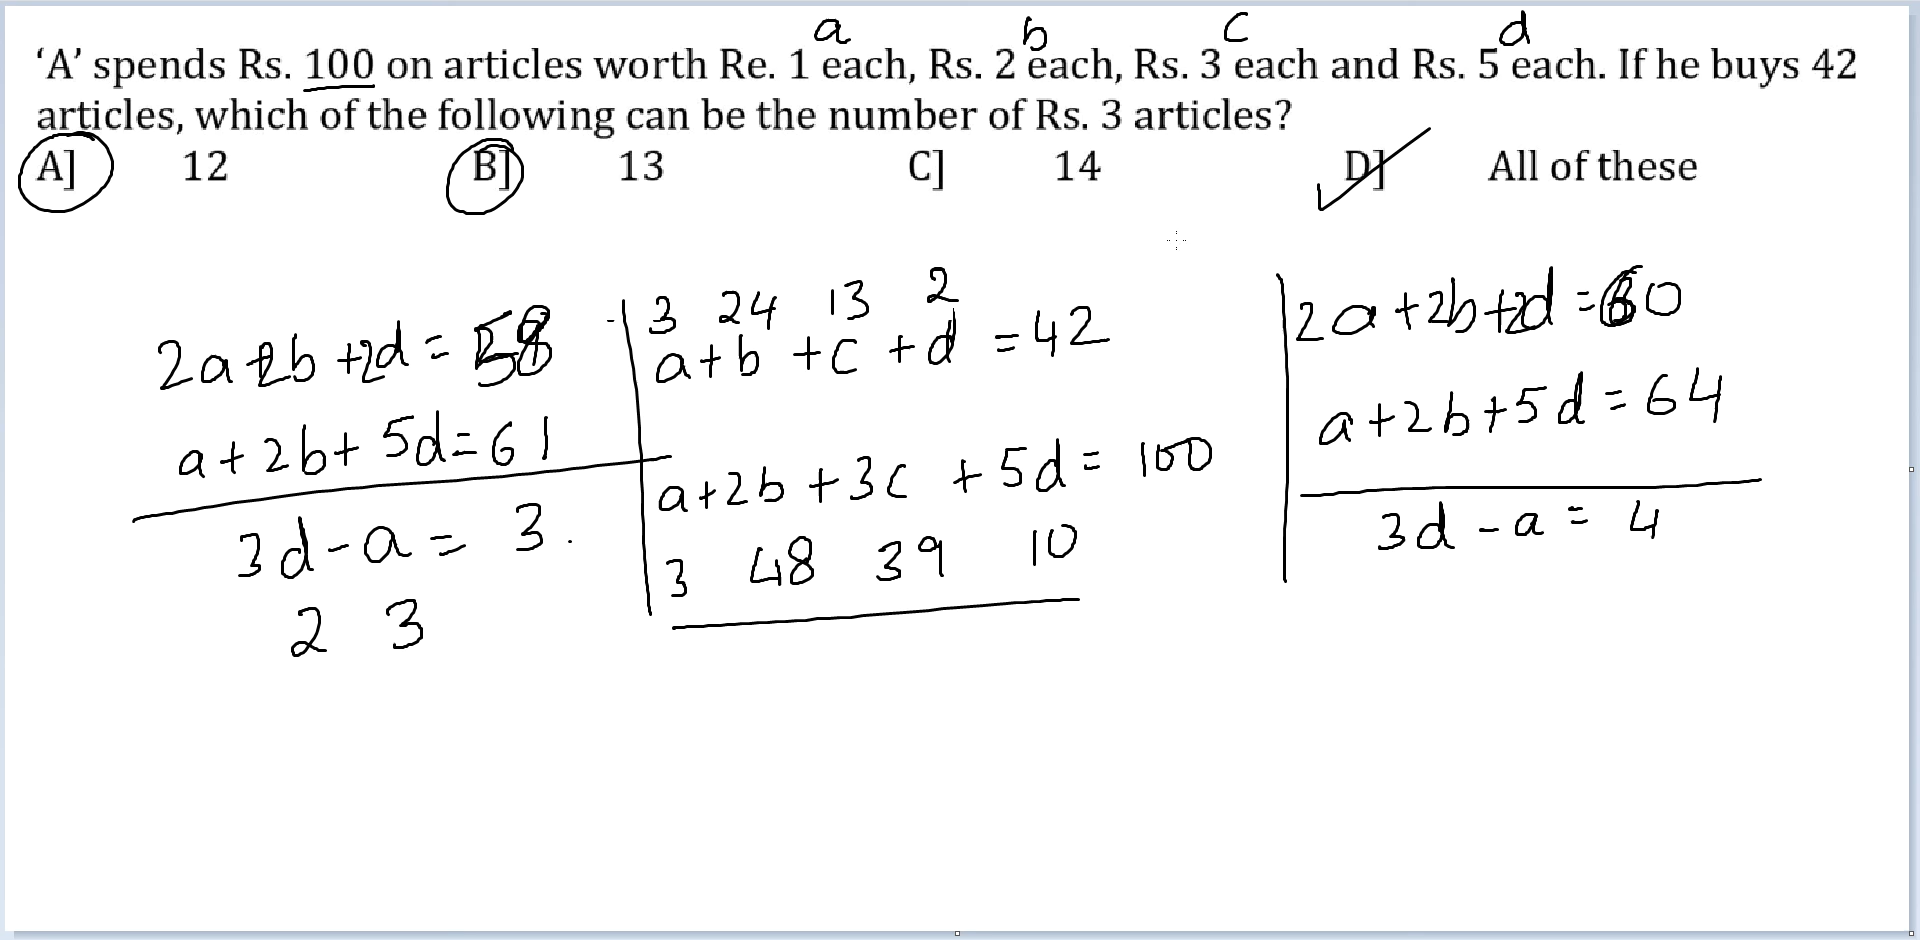 a b c d
‘A’ spends Rs. 100 on articles worth Re. 1 each, Rs. 2 each, Rs. 3 each and Rs. 5 each. If he buys 42
articles, which of the following can be the number of Rs. 3 articles?
A] 12 B] 13 C] 14 D] All of these
2a+2b+2d=58
a+2b+5d=61
3d-a=3.
2 3
3 24 13 2
a+b+c+d=42
a+2b+3c+5d=100
3 48 39 10
2a+2b+2d=60
a+2b+5d=64
3d-a=4